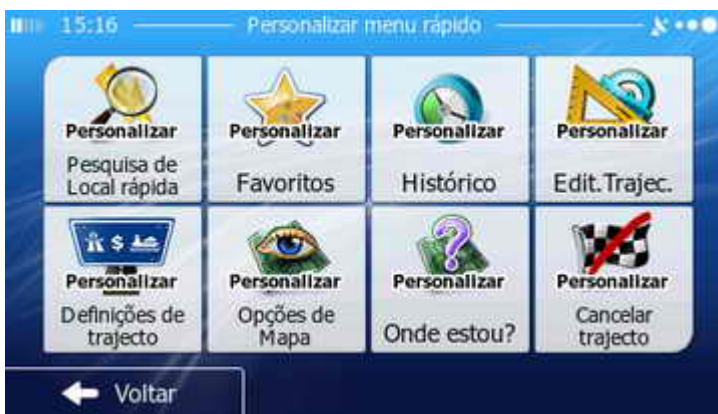 15:16 Personalizar menu rápido
Personalizar Personalizar Personalizar Personalizar
Pesquisa de
Local rápida Favoritos Histórico Edit.Trajec.
$
Personalizar Personalizar Personalizar Personalizar
Definições de Opções de Cancelar
trajecto Mapa Onde estou? trajecto
Voltar